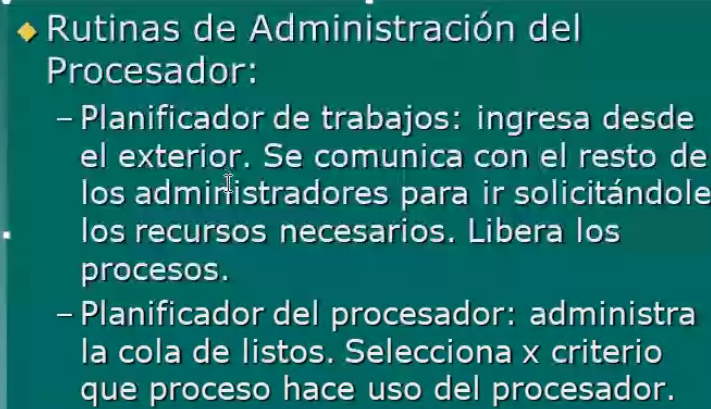 Rutinas de Administración del
Procesador:
– Planificador de trabajos: ingresa desde
el exterior. Se comunica con el resto de
los administradores para ir solicitándole
los recursos necesarios. Libera los
procesos.
– Planificador del procesador: administra
la cola de listos. Selecciona x criterio
que proceso hace uso del procesador.